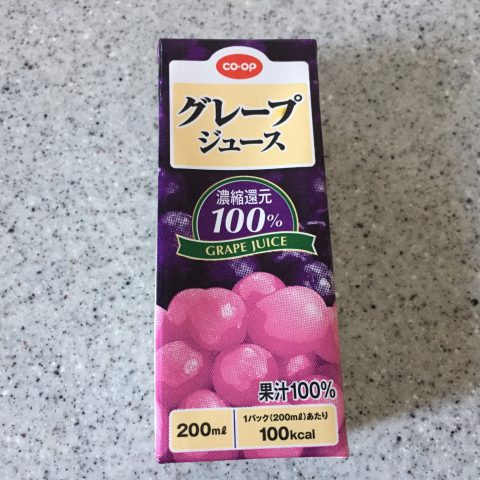 CO·OP
グレープ
ジュース
濃縮還元
100%
GRAPE JUICE
果汁100%
200mℓ
1パック(200mℓ)あたり
100kcal